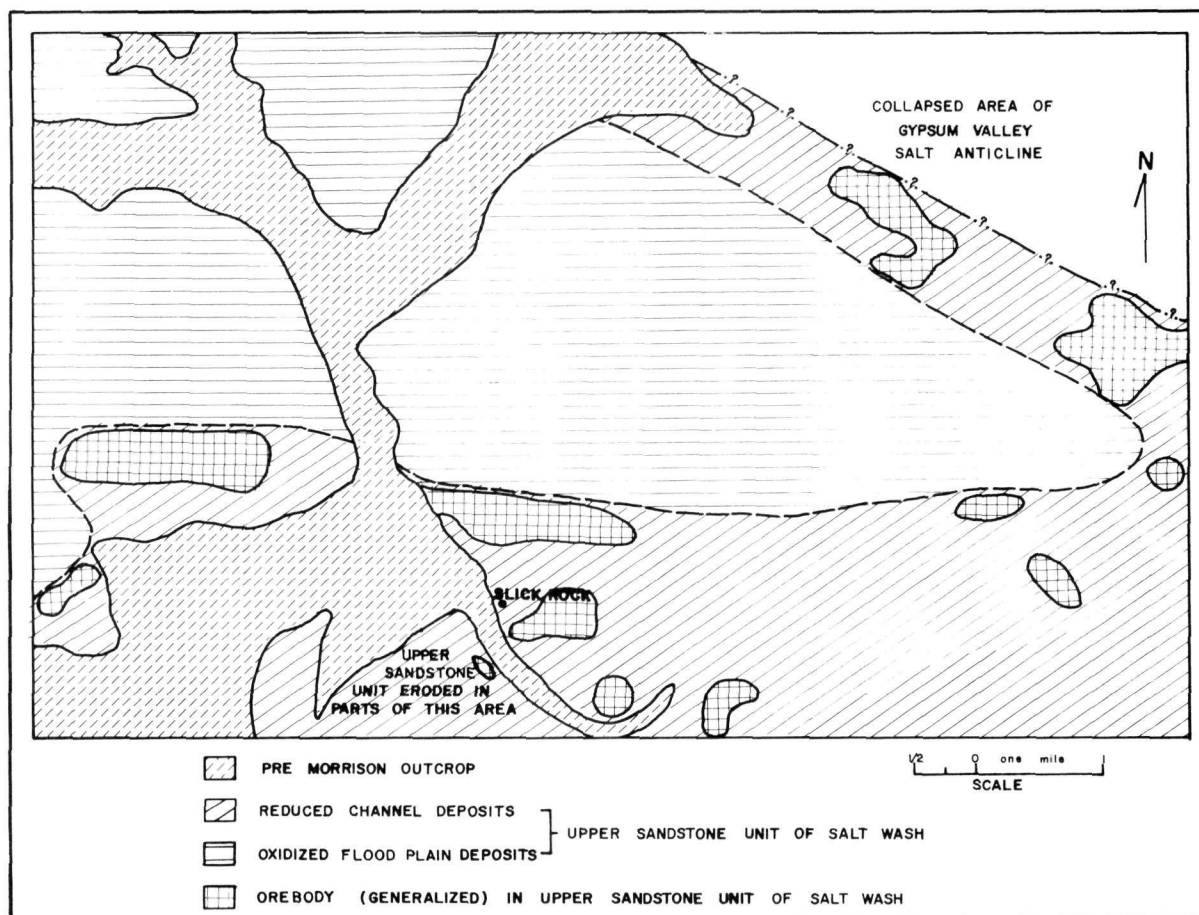 COLLAPSED AREA OF
GYPSUM VALLEY
SALT ANTICLINE
N
.?.
.?.
.?.
.?.
.?.
.?.
.?.
.?.
SLICK ROCK
UPPER
SANDSTONE
UNIT ERODED IN
PARTS OF THIS AREA
PRE MORRISON OUTCROP
REDUCED CHANNEL DEPOSITS
UPPER SANDSTONE UNIT OF SALT WASH
OXIDIZED FLOOD PLAIN DEPOSITS
OREBODY (GENERALIZED) IN UPPER SANDSTONE UNIT OF SALT WASH
1/2 0 one mile 1
SCALE